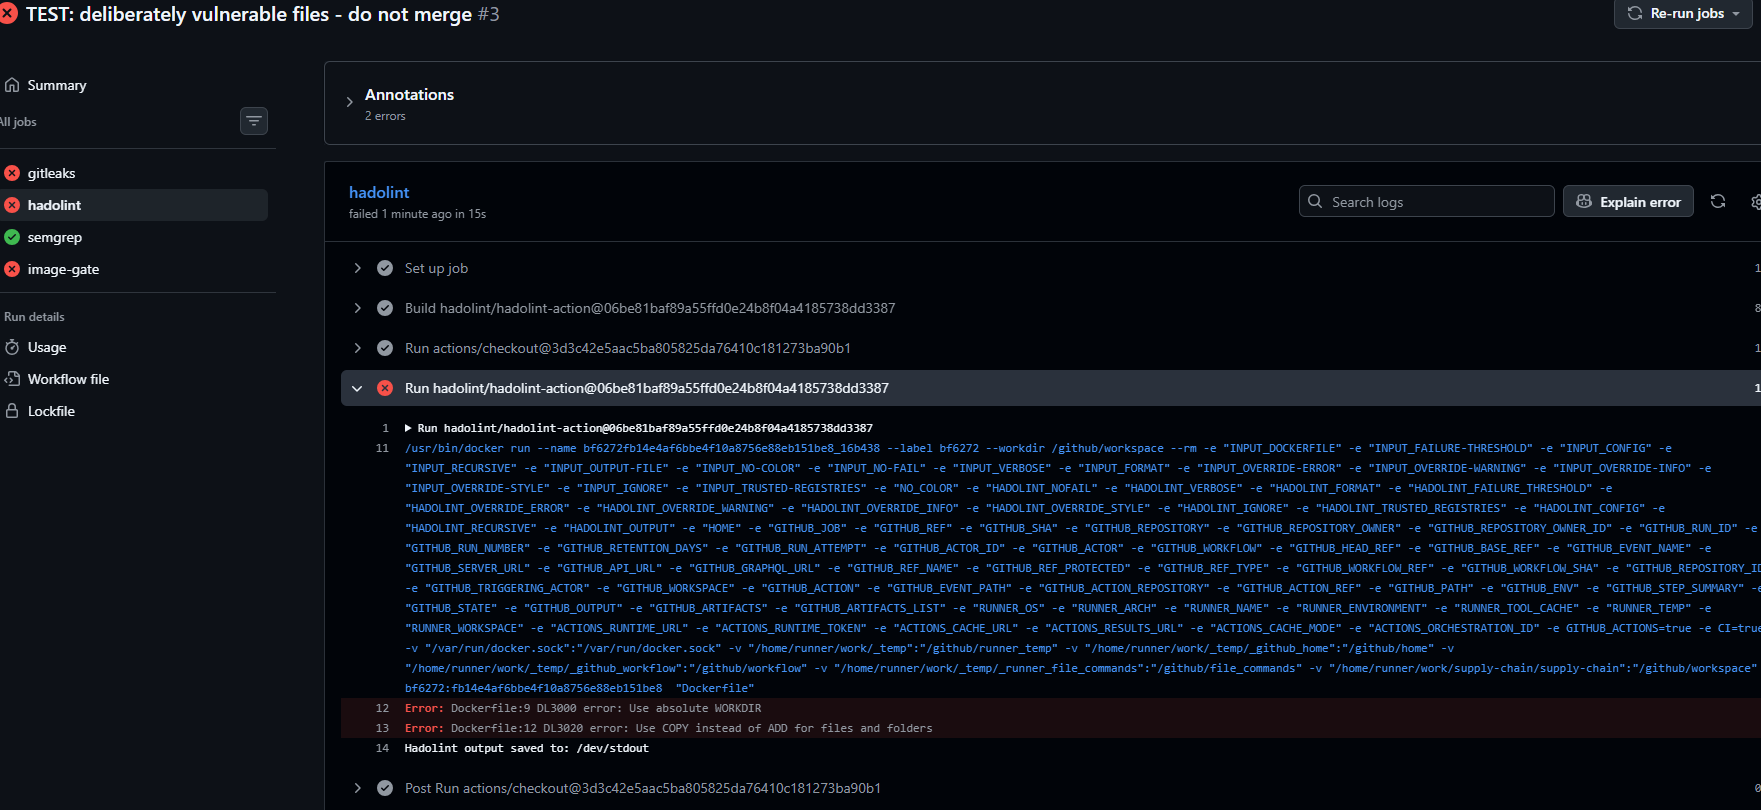 TEST: deliberately vulnerable files - do not merge #3
Re-run jobs
Summary
All jobs
gitleaks
hadolint
semgrep
image-gate
Run details
Usage
Workflow file
Lockfile
Annotations
2 errors
hadolint
failed 1 minute ago in 15s
Search logs
Explain error
Set up job
Build hadolint/hadolint-action@06be81baf89a55ffd0e24b8f04a4185738dd3387
Run actions/checkout@3d3c42e5aac5ba805825da76410c181273ba90b1
Run hadolint/hadolint-action@06be81baf89a55ffd0e24b8f04a4185738dd3387
1 Run hadolint/hadolint-action@06be81baf89a55ffd0e24b8f04a4185738dd3387
11 /usr/bin/docker run --name bf6272fb14e4af6bbe4f10a8756e88eb151be8_16b438 --label bf6272 --workdir /github/workspace --rm -e "INPUT_DOCKERFILE" -e "INPUT_FAILURE-THRESHOLD" -e "INPUT_CONFIG" -e
"INPUT_RECURSIVE" -e "INPUT_OUTPUT-FILE" -e "INPUT_NO-COLOR" -e "INPUT_NO-FAIL" -e "INPUT_VERBOSE" -e "INPUT_FORMAT" -e "INPUT_OVERRIDE-ERROR" -e "INPUT_OVERRIDE-WARNING" -e "INPUT_OVERRIDE-INFO" -e
"INPUT_OVERRIDE-STYLE" -e "INPUT_IGNORE" -e "INPUT_TRUSTED-REGISTRIES" -e "NO_COLOR" -e "HADOLINT_NOFAIL" -e "HADOLINT_VERBOSE" -e "HADOLINT_FORMAT" -e "HADOLINT_FAILURE_THRESHOLD" -e
"HADOLINT_OVERRIDE_ERROR" -e "HADOLINT_OVERRIDE_WARNING" -e "HADOLINT_OVERRIDE_INFO" -e "HADOLINT_OVERRIDE_STYLE" -e "HADOLINT_IGNORE" -e "HADOLINT_TRUSTED_REGISTRIES" -e "HADOLINT_CONFIG" -e
"HADOLINT_RECURSIVE" -e "HADOLINT_OUTPUT" -e "HOME" -e "GITHUB_JOB" -e "GITHUB_REF" -e "GITHUB_SHA" -e "GITHUB_REPOSITORY" -e "GITHUB_REPOSITORY_OWNER" -e "GITHUB_REPOSITORY_OWNER_ID" -e "GITHUB_RUN_ID" -e
"GITHUB_RUN_NUMBER" -e "GITHUB_RETENTION_DAYS" -e "GITHUB_RUN_ATTEMPT" -e "GITHUB_ACTOR_ID" -e "GITHUB_ACTOR" -e "GITHUB_WORKFLOW" -e "GITHUB_HEAD_REF" -e "GITHUB_BASE_REF" -e "GITHUB_EVENT_NAME" -e
"GITHUB_SERVER_URL" -e "GITHUB_API_URL" -e "GITHUB_GRAPHQL_URL" -e "GITHUB_REF_NAME" -e "GITHUB_REF_PROTECTED" -e "GITHUB_REF_TYPE" -e "GITHUB_WORKFLOW_REF" -e "GITHUB_WORKFLOW_SHA" -e "GITHUB_REPOSITORY_ID
-e "GITHUB_TRIGGERING_ACTOR" -e "GITHUB_WORKSPACE" -e "GITHUB_ACTION" -e "GITHUB_EVENT_PATH" -e "GITHUB_ACTION_REPOSITORY" -e "GITHUB_ACTION_REF" -e "GITHUB_PATH" -e "GITHUB_ENV" -e "GITHUB_STEP_SUMMARY" -e
"GITHUB_STATE" -e "GITHUB_OUTPUT" -e "GITHUB_ARTIFACTS" -e "GITHUB_ARTIFACTS_LIST" -e "RUNNER_OS" -e "RUNNER_ARCH" -e "RUNNER_NAME" -e "RUNNER_ENVIRONMENT" -e "RUNNER_TOOL_CACHE" -e "RUNNER_TEMP" -e
"RUNNER_WORKSPACE" -e "ACTIONS_RUNTIME_URL" -e "ACTIONS_RUNTIME_TOKEN" -e "ACTIONS_CACHE_URL" -e "ACTIONS_RESULTS_URL" -e "ACTIONS_CACHE_MODE" -e "ACTIONS_ORCHESTRATION_ID" -e GITHUB_ACTIONS=true -e CI=true
-v "/var/run/docker.sock":"/var/run/docker.sock" -v "/home/runner/work/_temp":"/github/runner_temp" -v "/home/runner/work/_temp/_github_home":"/github/home" -v
"/home/runner/work/_temp/_github_workflow":"/github/workflow" -v "/home/runner/work/_temp/_runner_file_commands":"/github/file_commands" -v "/home/runner/work/supply-chain/supply-chain":"/github/workspace"
bf6272:fb14e4af6bbe4f10a8756e88eb151be8 "Dockerfile"
12 Error: Dockerfile:9 DL3000 error: Use absolute WORKDIR
13 Error: Dockerfile:12 DL3020 error: Use COPY instead of ADD for files and folders
14 Hadolint output saved to: /dev/stdout
Post Run actions/checkout@3d3c42e5aac5ba805825da76410c181273ba90b1